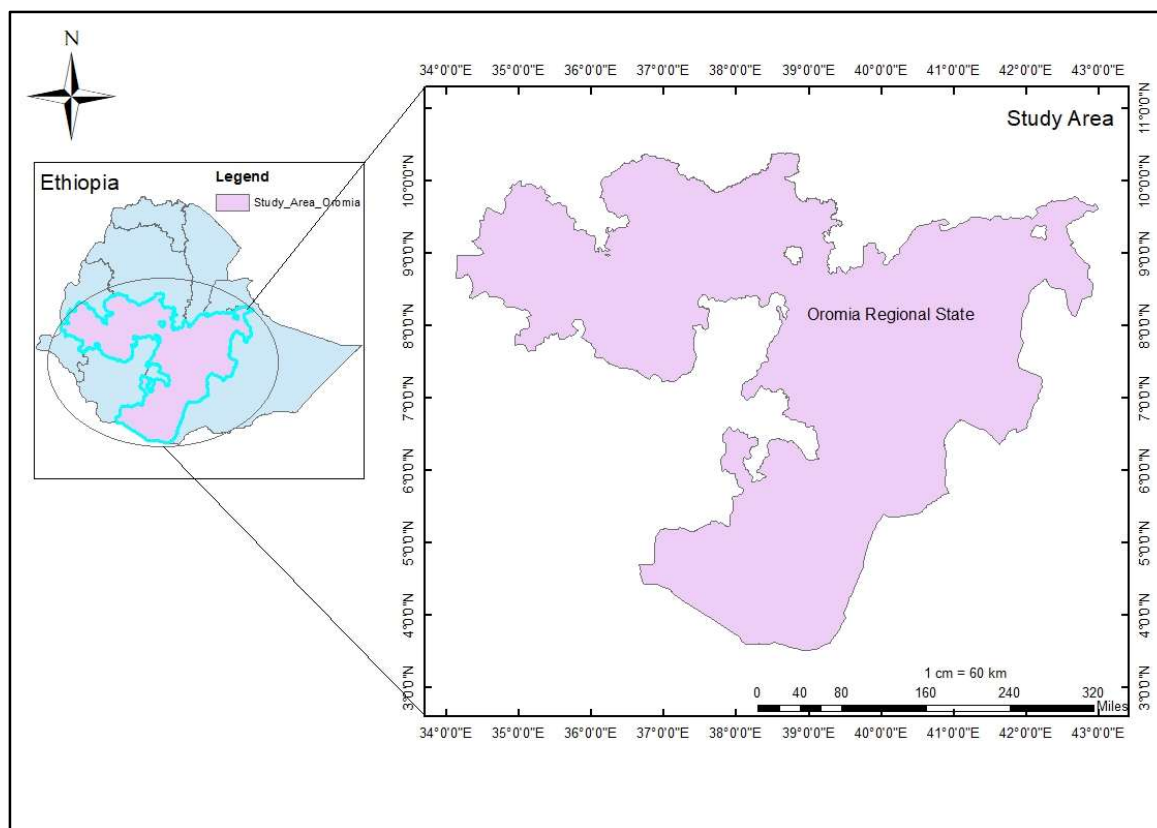 N
Ethiopia
Legend
Study_Area_Oromia
34°0'0"E 35°0'0"E 36°0'0"E 37°0'0"E 38°0'0"E 39°0'0"E 40°0'0"E 41°0'0"E 42°0'0"E 43°0'0"E
Study Area
11°0'0"N
10°0'0"N 10°0'0"N
9°0'0"N 9°0'0"N
8°0'0"N 8°0'0"N
Oromia Regional State
7°0'0"N 7°0'0"N
6°0'0"N 6°0'0"N
5°0'0"N 5°0'0"N
4°0'0"N 4°0'0"N
3°0'0"N 3°0'0"N
1 cm = 60 km
0 40 80 160 240 320
Miles
34°0'0"E 35°0'0"E 36°0'0"E 37°0'0"E 38°0'0"E 39°0'0"E 40°0'0"E 41°0'0"E 42°0'0"E 43°0'0"E